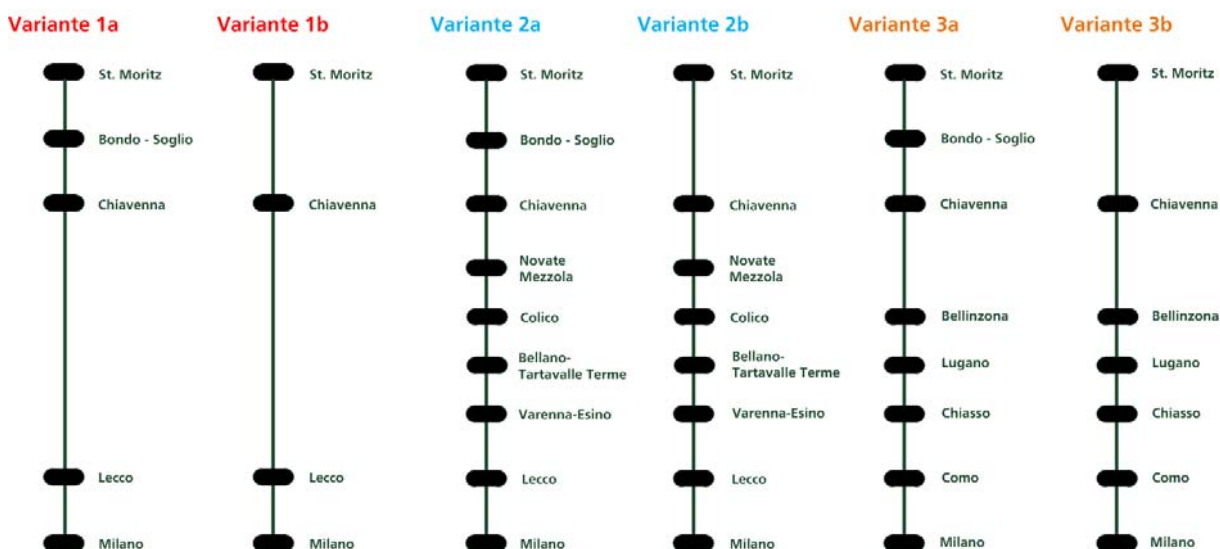 Variante 1a
St. Moritz
Bondo - Soglio
Chiavenna
Lecco
Milano
Variante 1b
St. Moritz
Chiavenna
Lecco
Milano
Variante 2a
St. Moritz
Bondo - Soglio
Chiavenna
Novate
Mezzola
Colico
Bellano-
Tartavalle Terme
Varenna-Esino
Lecco
Milano
Variante 2b
St. Moritz
Chiavenna
Novate
Mezzola
Colico
Bellano-
Tartavalle Terme
Varenna-Esino
Lecco
Milano
Variante 3a
St. Moritz
Bondo - Soglio
Chiavenna
Bellinzona
Lugano
Chiasso
Como
Milano
Variante 3b
St. Moritz
Chiavenna
Bellinzona
Lugano
Chiasso
Como
Milano